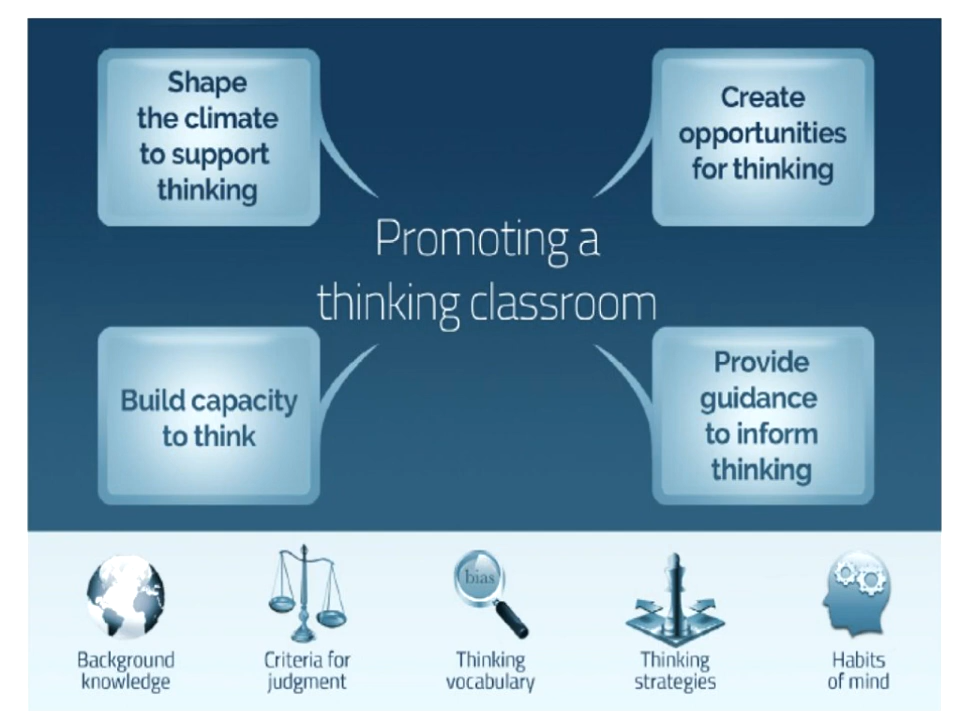 Shape
the climate
to support
thinking
Create
opportunities
for thinking
Promoting a
thinking classroom
Build capacity
to think
Provide
guidance
to inform
thinking
bias
Background
knowledge
Criteria for
judgment
Thinking
vocabulary
Thinking
strategies
Habits
of mind